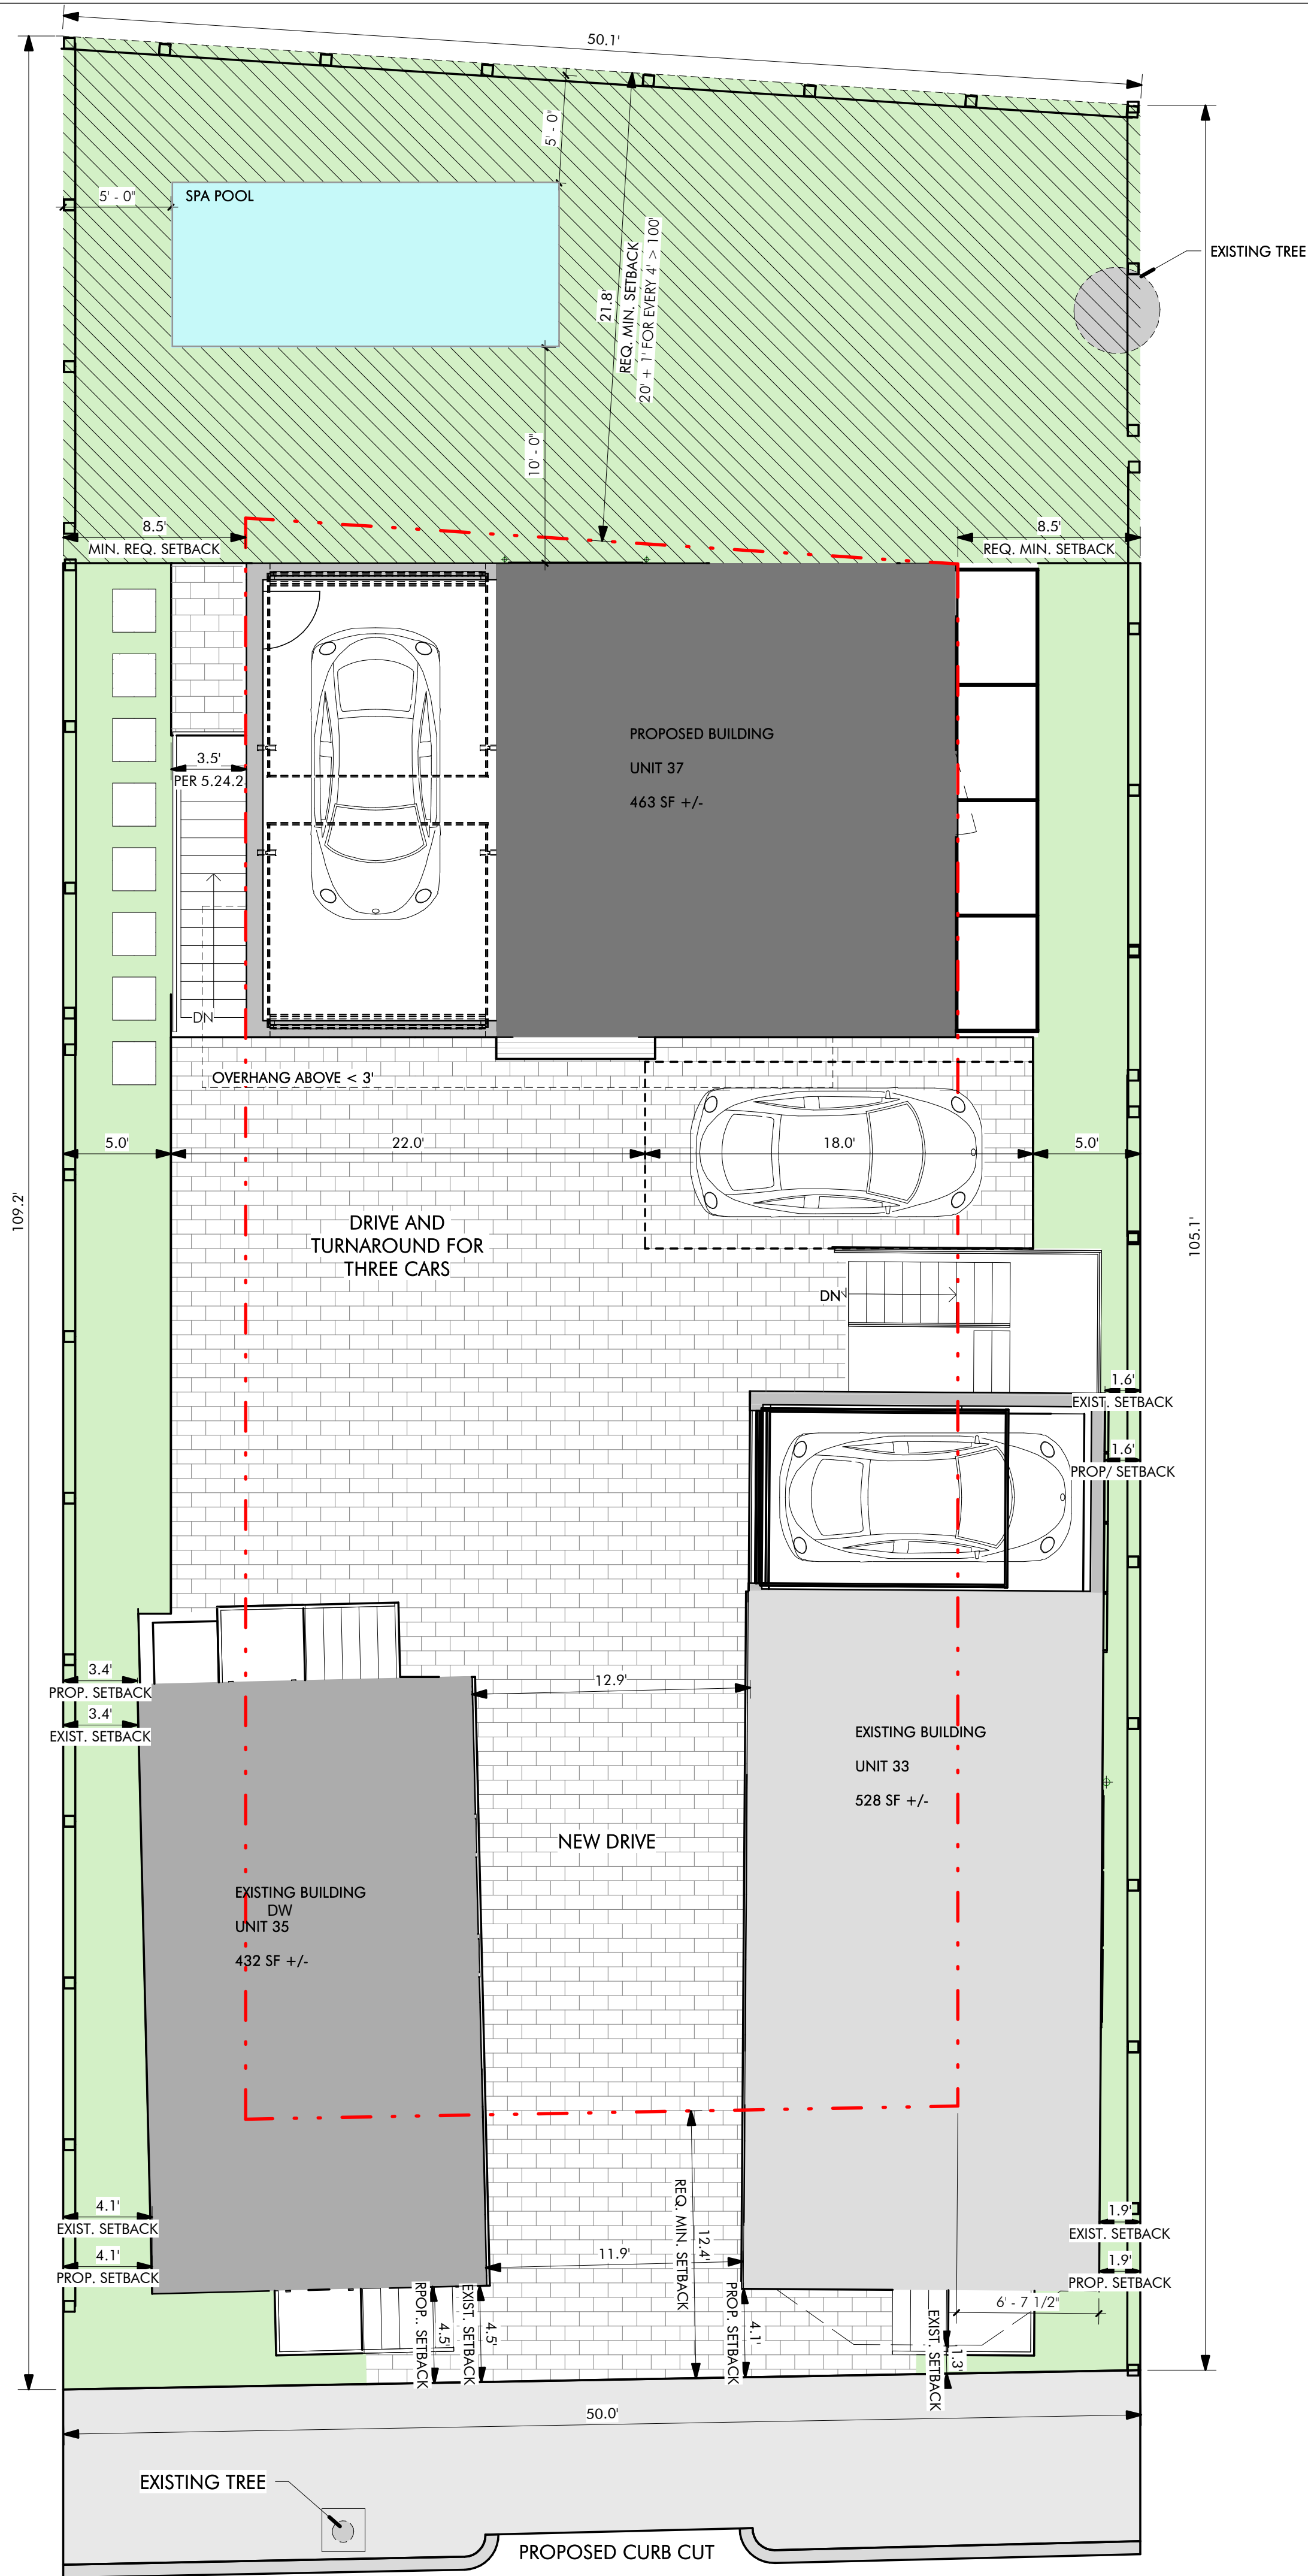 50.1'
5' - 0"
SPA POOL
5' - 0"
21.8'
REQ. MIN. SETBACK
20' + 1' FOR EVERY 4' > 100'
EXISTING TREE
10' - 0"
8.5'
MIN. REQ. SETBACK
8.5'
REQ. MIN. SETBACK
PROPOSED BUILDING
UNIT 37
463 SF +/-
3.5'
PER 5.24.2
DN
OVERHANG ABOVE < 3'
5.0'
22.0'
18.0'
5.0'
109.2'
105.1'
DRIVE AND
TURNAROUND FOR
THREE CARS
DN
1.6'
EXIST. SETBACK
1.6'
PROP/ SETBACK
3.4'
PROP. SETBACK
3.4'
EXIST. SETBACK
12.9'
EXISTING BUILDING
UNIT 33
528 SF +/-
NEW DRIVE
EXISTING BUILDING
DW
UNIT 35
432 SF +/-
4.1'
EXIST. SETBACK
4.1'
PROP. SETBACK
11.9'
REQ. MIN. SETBACK
12.4'
1.9'
EXIST. SETBACK
1.9'
PROP. SETBACK
6' - 7 1/2"
RPOP.. SETBACK
4.5'
EXIST. SETBACK
4.5'
PROP. SETBACK
4.1'
EXIST. SETBACK
1.3'
50.0'
EXISTING TREE
PROPOSED CURB CUT